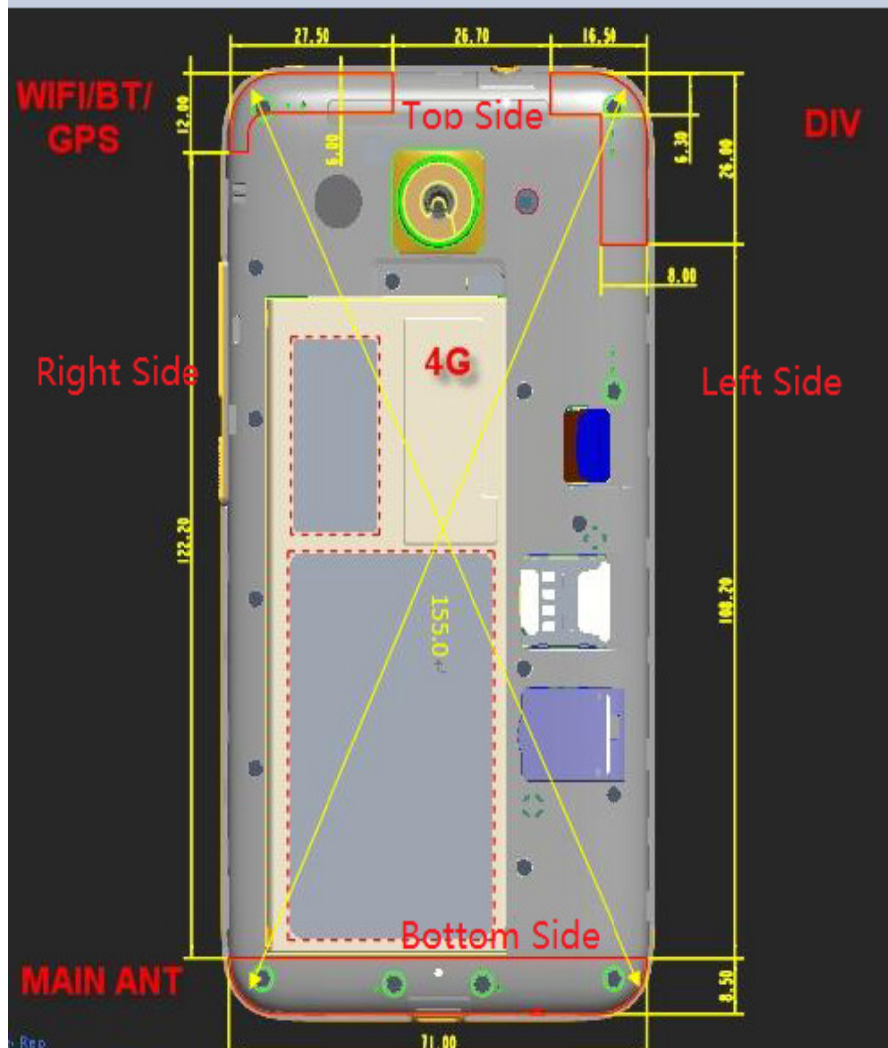 27.50
26.70
16.50
WIFI/BT/
GPS
12.00
6.00
Top Side
DIV
6.30
26.00
8.00
Right Side
4G
Left Side
122.20
155.0
108.20
Bottom Side
MAIN ANT
8.50
71.00
Rep